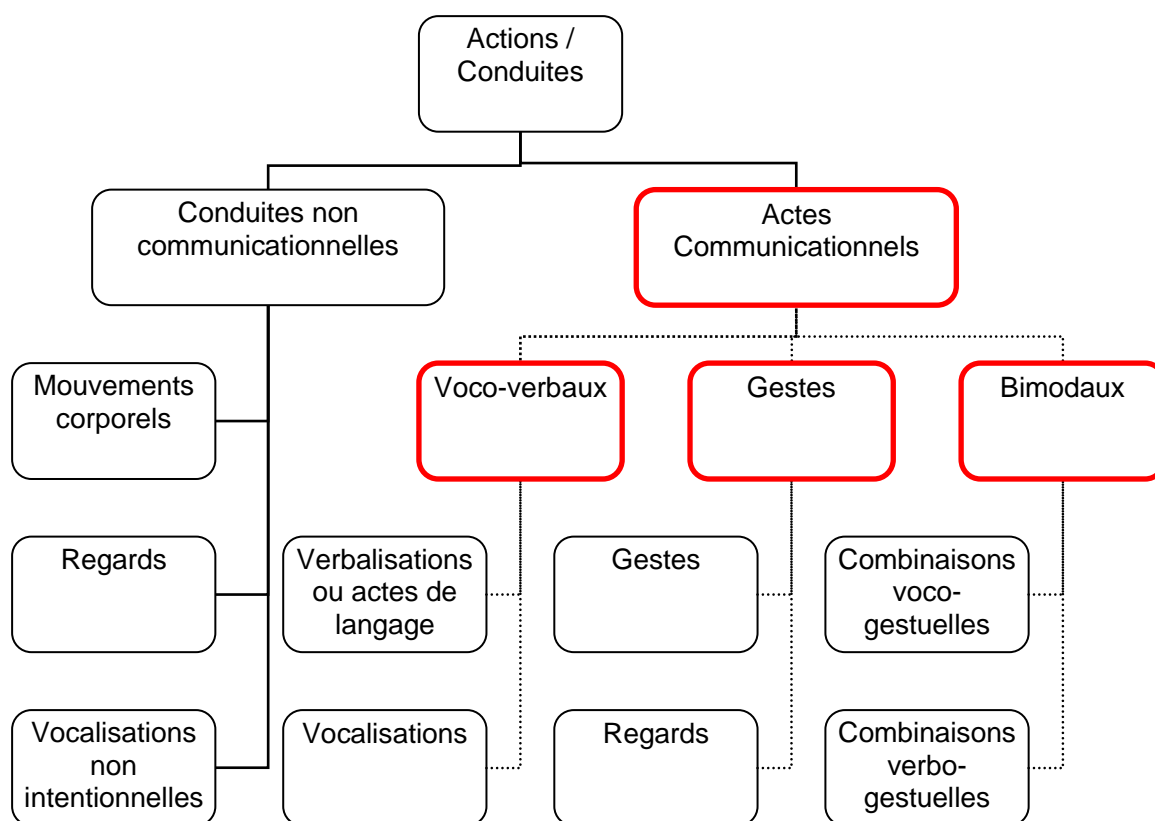 Actions /
Conduites
Conduites non
communicationnelles
Actes
Communicationnels
Mouvements
corporels
Voco-verbaux
Gestes
Bimodaux
Regards
Verbalisations
ou actes de
langage
Gestes
Combinaisons
voco-
gestuelles
Vocalisations
non
intentionnelles
Vocalisations
Regards
Combinaisons
verbo-
gestuelles